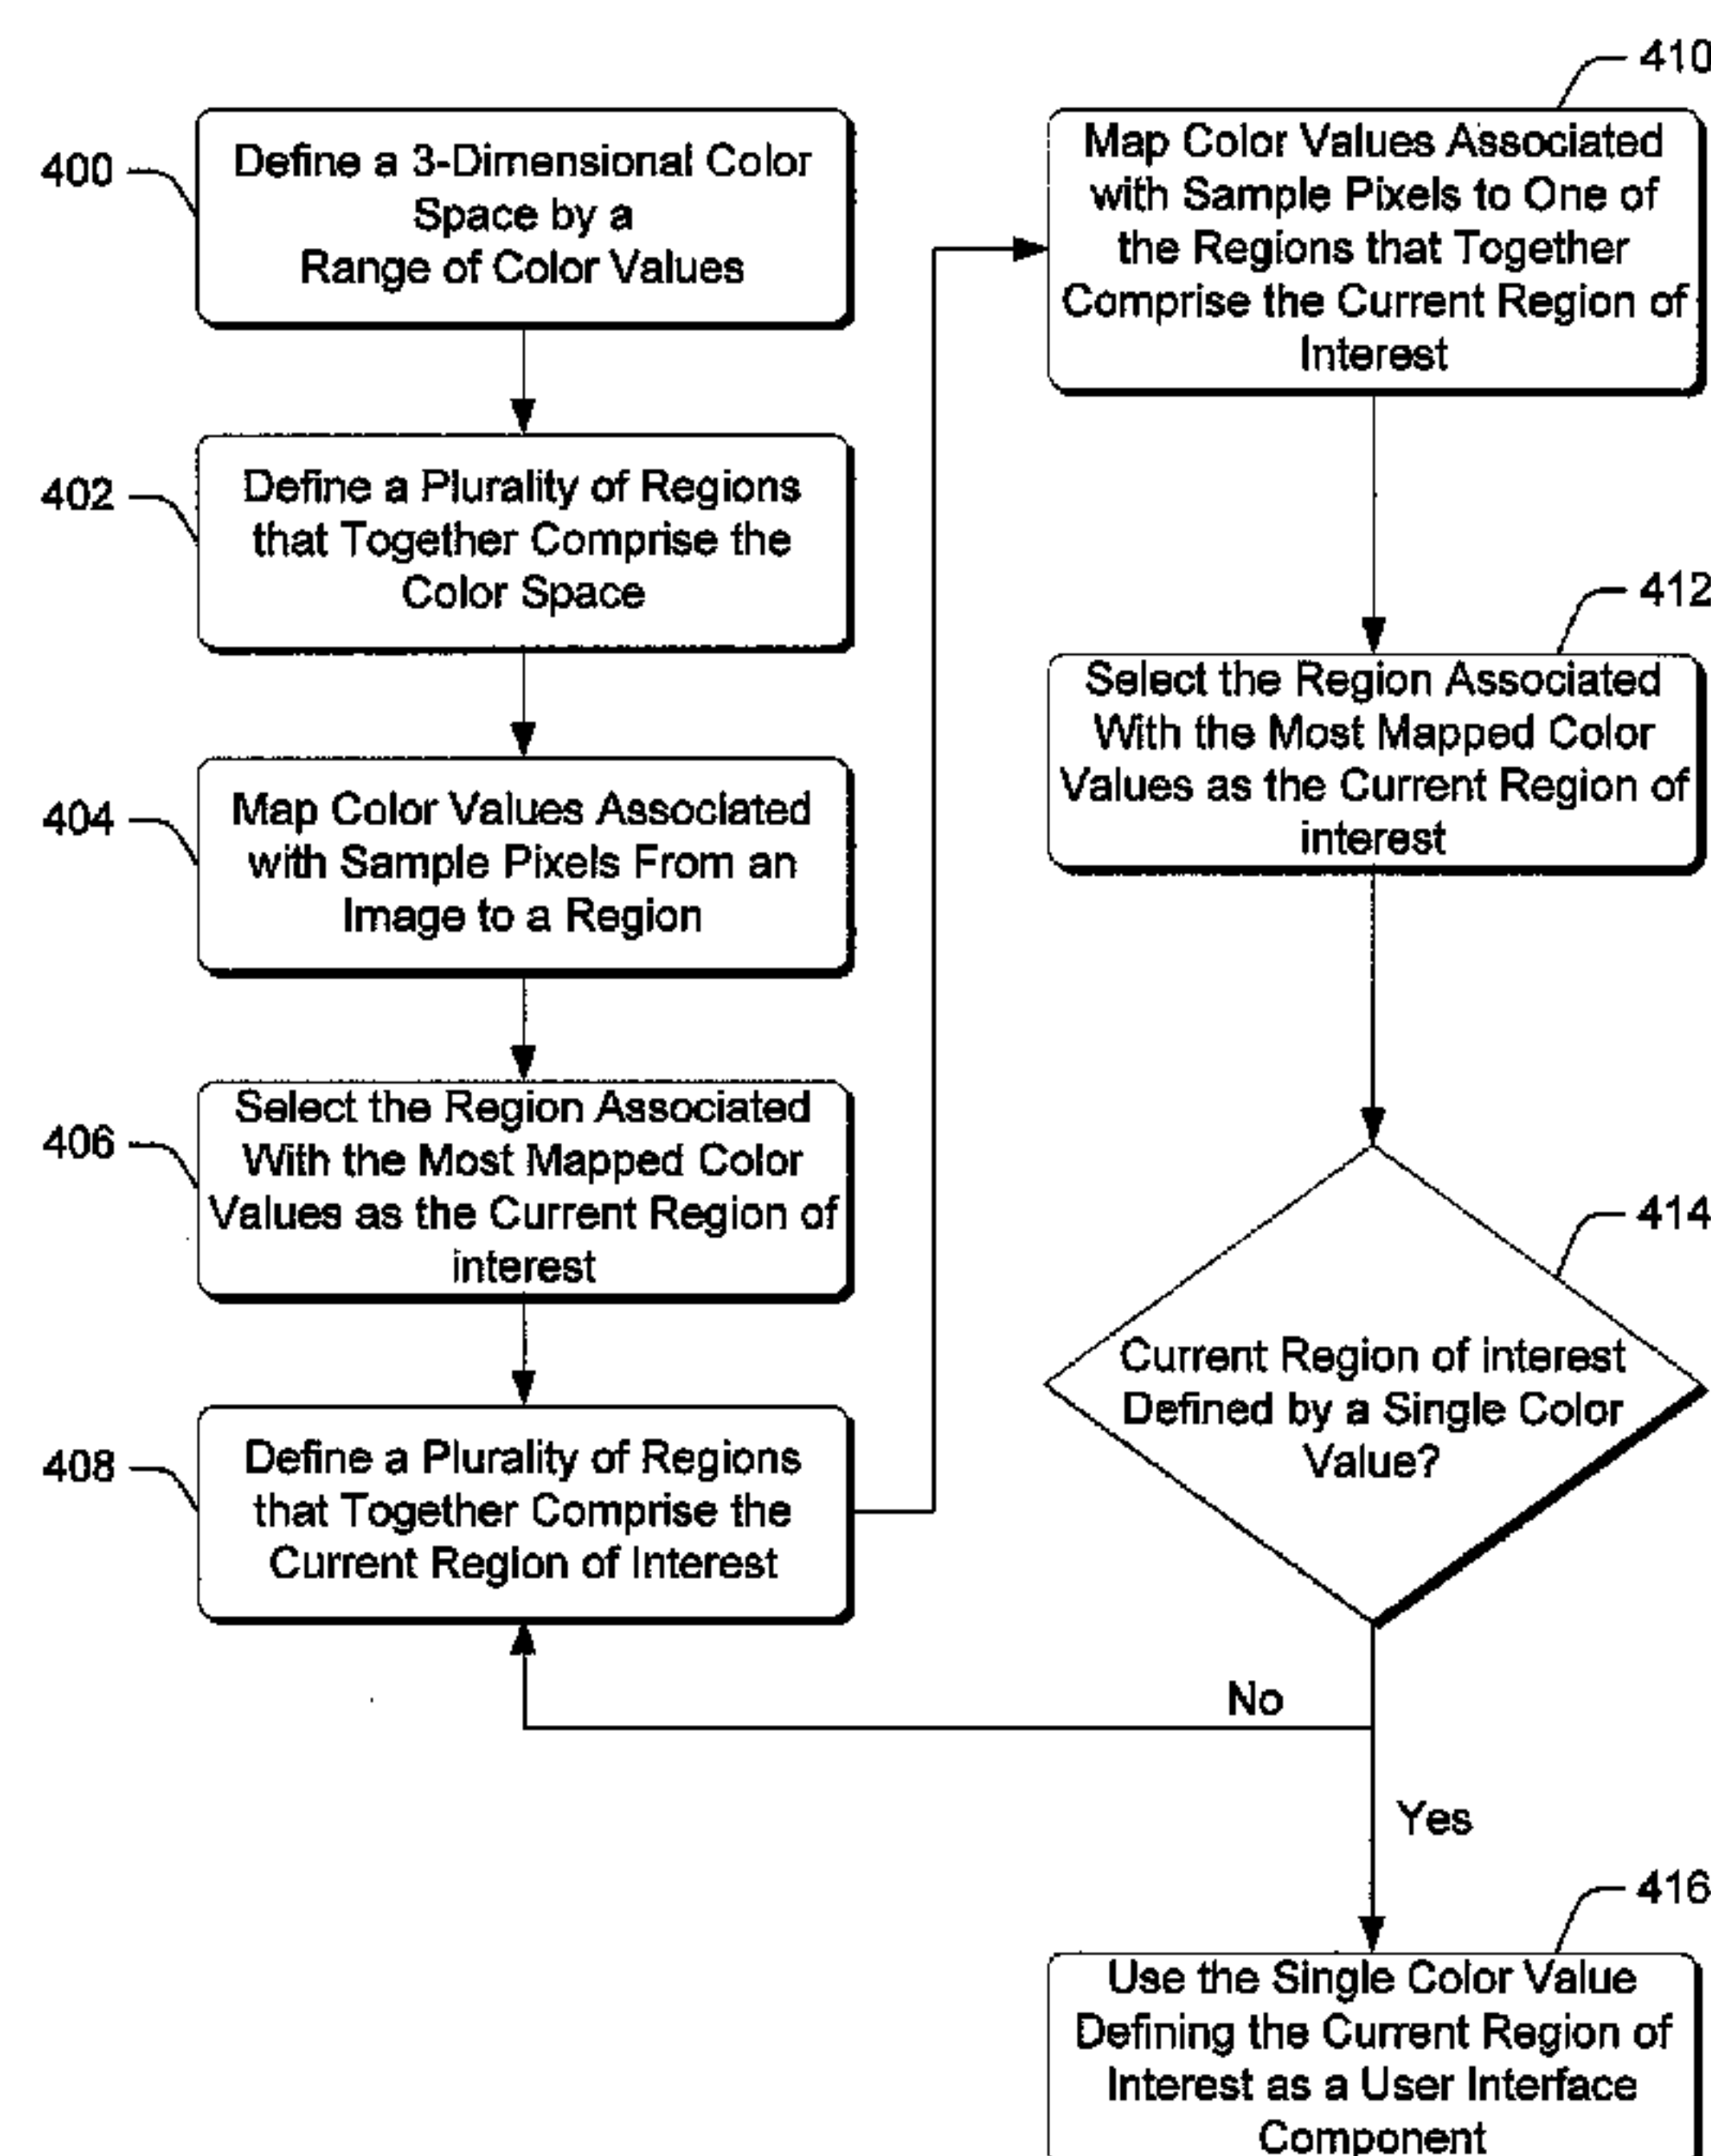 400
Define a 3-Dimensional Color
Space by a
Range of Color Values
402
Define a Plurality of Regions
that Together Comprise the
Color Space
404
Map Color Values Associated
with Sample Pixels From an
Image to a Region
406
Select the Region Associated
With the Most Mapped Color
Values as the Current Region of
interest
408
Define a Plurality of Regions
that Together Comprise the
Current Region of Interest
410
Map Color Values Associated
with Sample Pixels to One of
the Regions that Together
Comprise the Current Region of
Interest
412
Select the Region Associated
With the Most Mapped Color
Values as the Current Region of
interest
414
Current Region of interest
Defined by a Single Color
Value?
No
Yes
416
Use the Single Color Value
Defining the Current Region of
Interest as a User Interface
Component